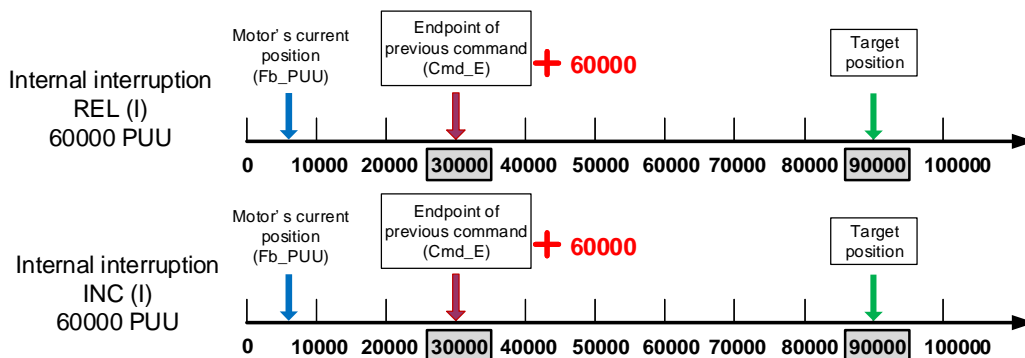 Internal interruption
REL (I)
60000 PUU
Motor’ s current
position
(Fb_PUU)
Endpoint of
previous command
(Cmd_E)
+ 60000
Target
position
0 10000 20000 30000 40000 50000 60000 70000 80000 90000 100000
Internal interruption
INC (I)
60000 PUU
Motor’ s current
position
(Fb_PUU)
Endpoint of
previous command
(Cmd_E)
+ 60000
Target
position
0 10000 20000 30000 40000 50000 60000 70000 80000 90000 100000